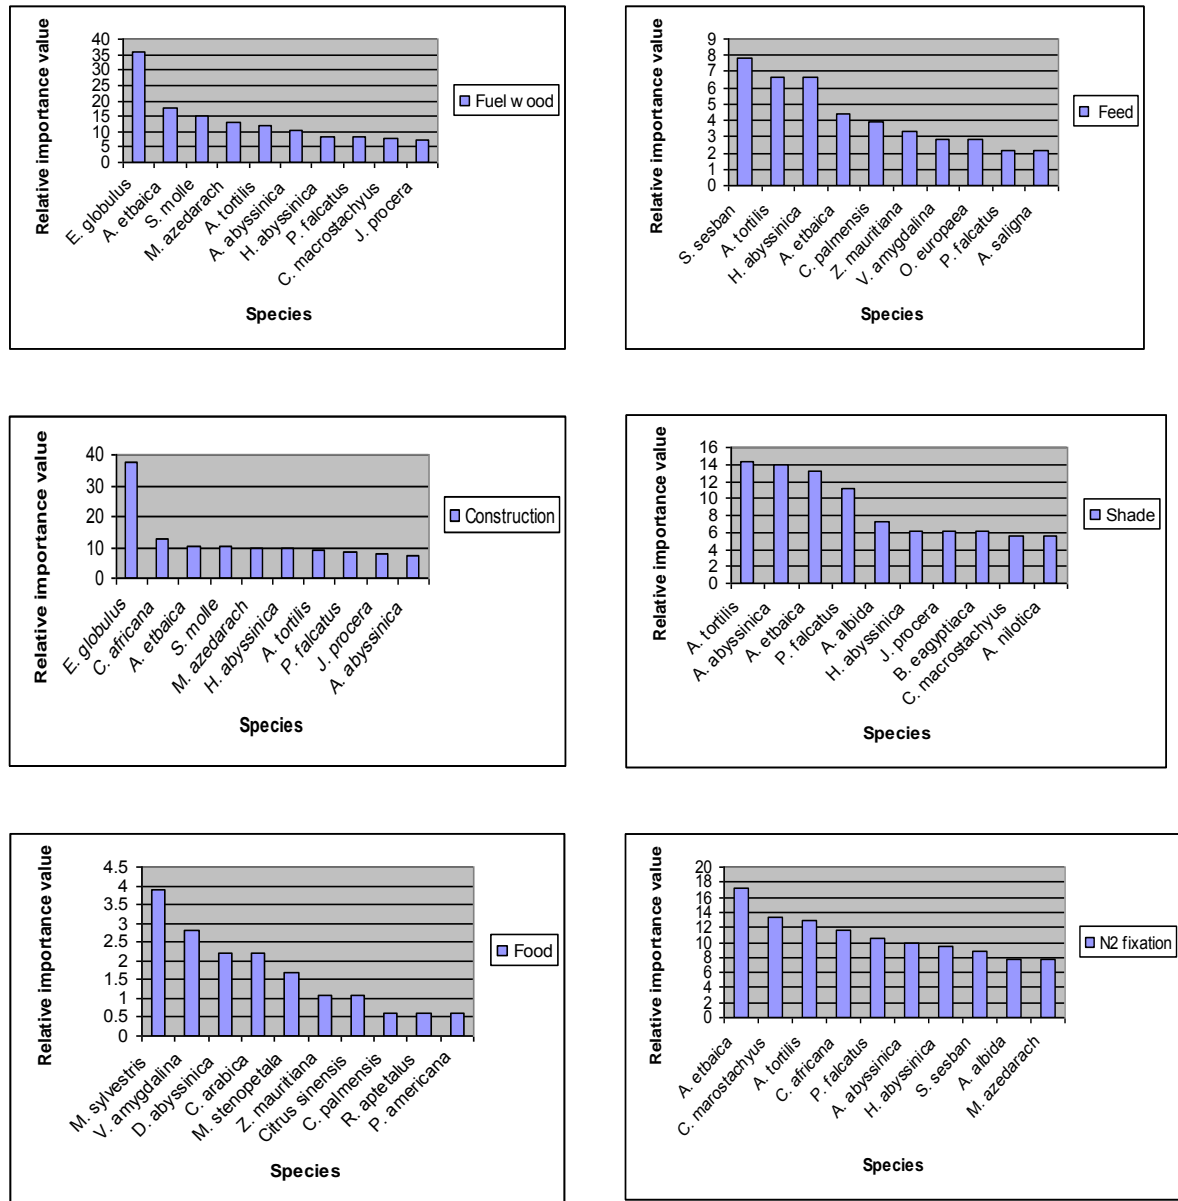 Relative importance value
40
35
30
25
20
15
10
5
0
E. globulus
A. etbaica
S. molle
M. azedarach
A. tortilis
A. abyssinica
H. abyssinica
P. falcatus
C. macrostachyus
J. procera
Species
Fuel wood
Relative importance value
9
8
7
6
5
4
3
2
1
0
S. sesban
A. tortilis
H. abyssinica
A. etbaica
C. palmensis
Z. mauritiana
V. amygdalina
O. europaea
P. falcatus
A. saligna
Species
Feed
Relative importance value
40
30
20
10
0
E. globulus
C. africana
A. etbaica
S. molle
M. azedarach
H. abyssinica
A. tortilis
P. falcatus
J. procera
A. abyssinica
Species
Construction
Relative importance value
16
14
12
10
8
6
4
2
0
A. tortilis
A. abyssinica
A. etbaica
P. falcatus
A. albida
H. abyssinica
J. procera
B. eagyptiaca
C. macrostachyus
A. nilotica
Species
Shade
Relative importance value
4.5
4
3.5
3
2.5
2
1.5
1
0.5
0
M. sylvestris
V. amygdalina
D. abyssinica
C. arabica
M. stenopetala
Z. mauritiana
Citrus sinensis
C. palmensis
R. aptetalus
P. americana
Species
Food
Relative importance value
20
18
16
14
12
10
8
6
4
2
0
A. etbaica
C. marostachyus
A. tortilis
C. africana
P. falcatus
A. abyssinica
H. abyssinica
S. sesban
A. albida
M. azedarach
Species
N2 fixation